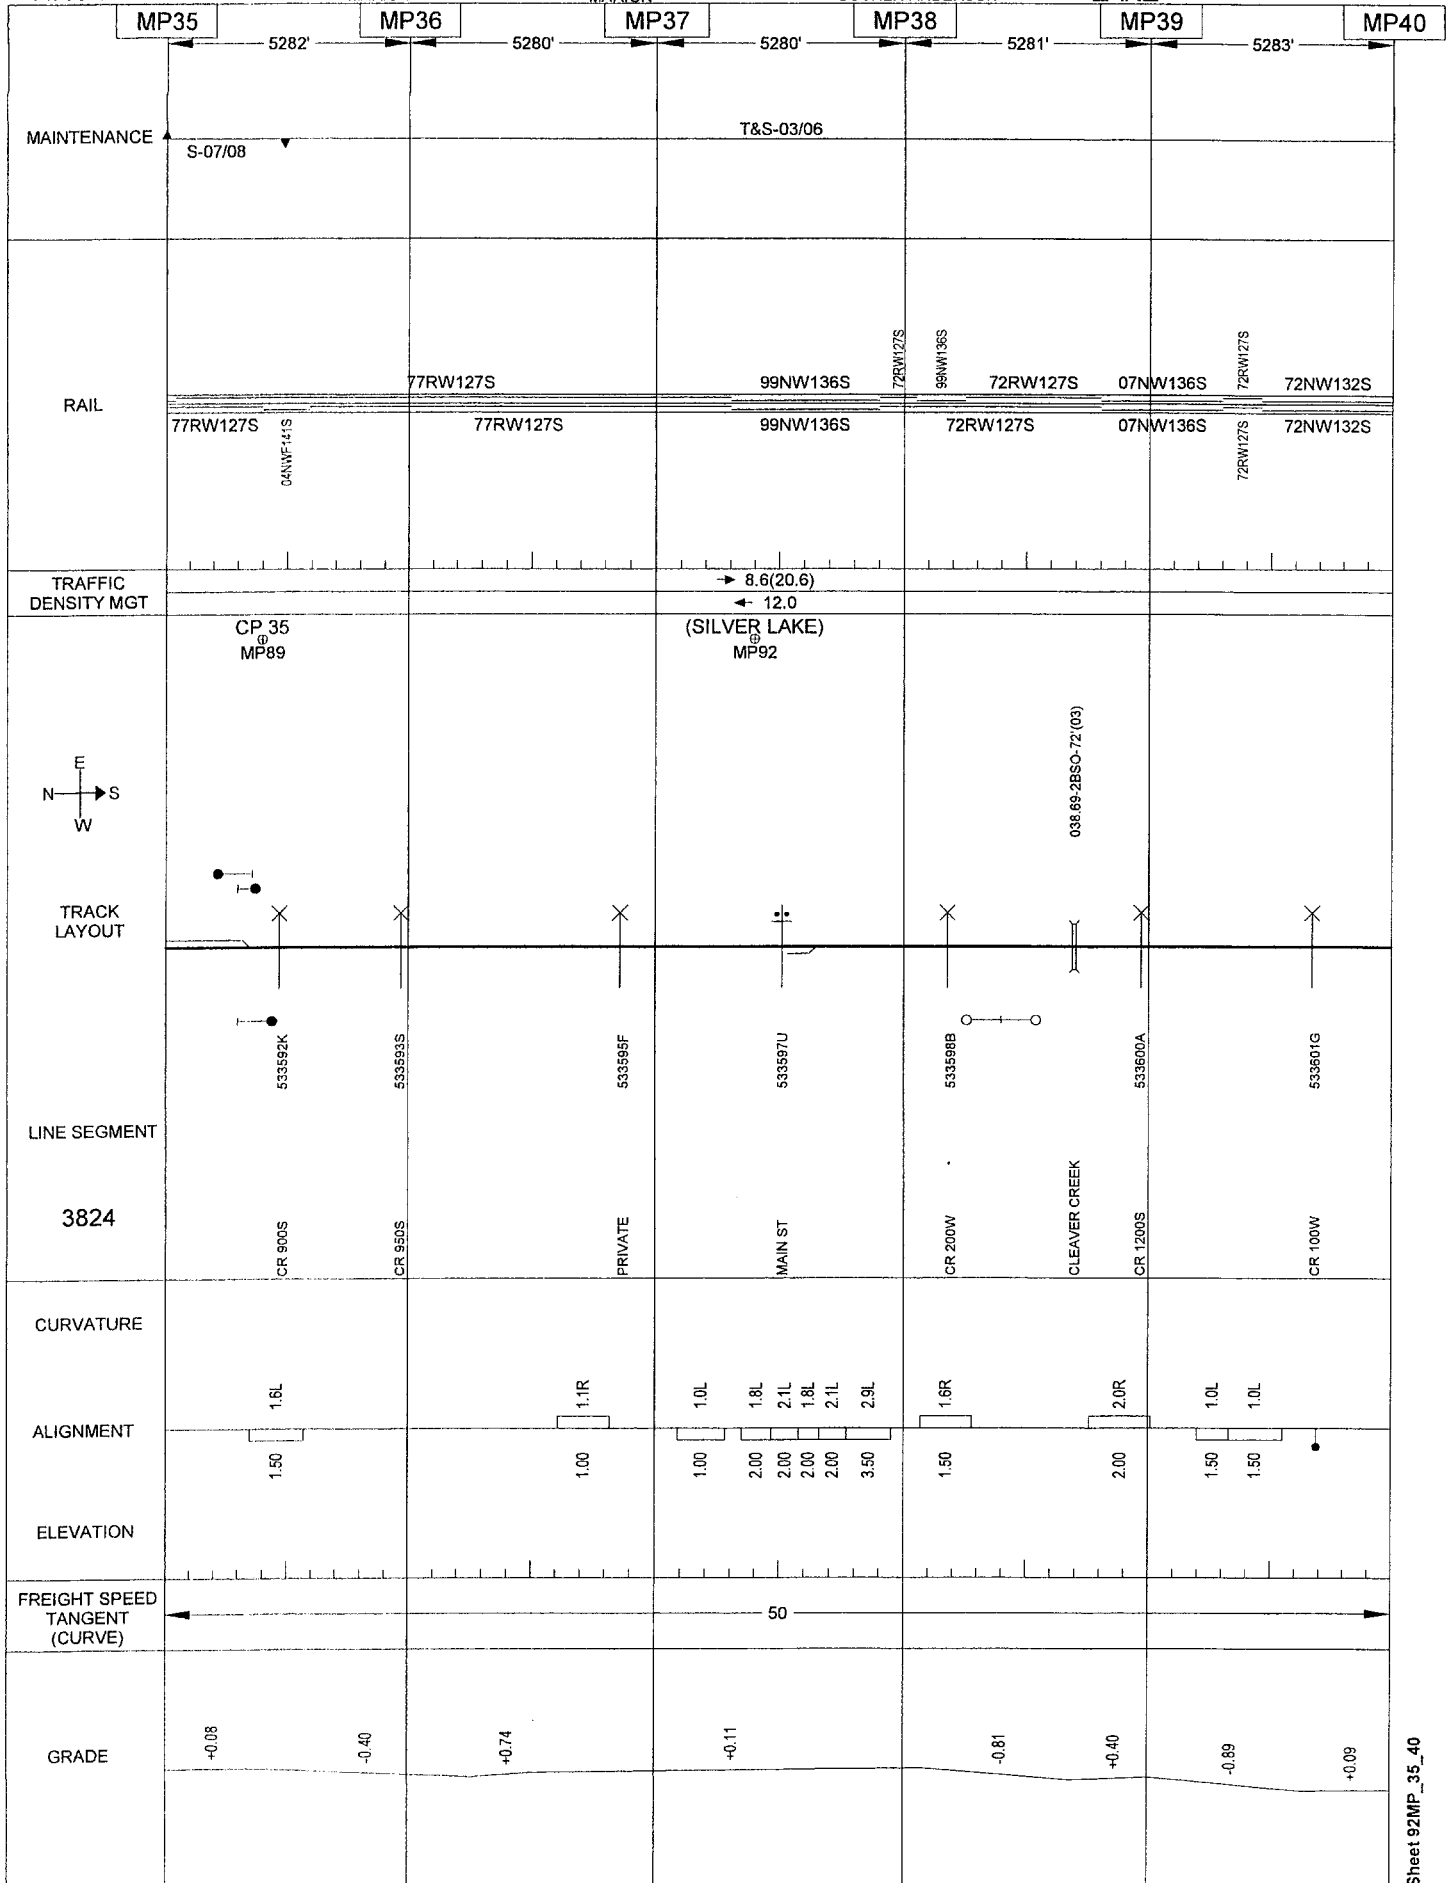 MP35 MP36 MP37 MP38 MP39 MP40
5282' 5280' 5280' 5281' 5283'
MAINTENANCE
T&S-03/06
S-07/08
72RW127S 99NW136S 72RW127S
77RW127S 99NW136S 72RW127S 07NW136S 72NW132S
RAIL
77RW127S 77RW127S 99NW136S 72RW127S 07NW136S 72NW132S
04NWF141S 72RW127S
TRAFFIC
DENSITY MGT
8.6(20.6)
12.0
CP 35
MP89
(SILVER LAKE)
MP92
038.69-2BSO-72'(03)
E
N S
W
TRACK
LAYOUT
533592K 533593S 533595F 533597U 533598B 533600A 533601G
LINE SEGMENT
3824
CR 900S CR 950S PRIVATE MAIN ST CR 200W CLEAVER CREEK CR 1200S CR 100W
CURVATURE
1.6L 1.1R 1.0L 1.8L 2.1L 1.8L 2.1L 2.9L 1.6R 2.0R 1.0L 1.0L
ALIGNMENT
1.50 1.00 1.00 2.00 2.00 2.00 2.00 3.50 1.50 2.00 1.50 1.50
ELEVATION
FREIGHT SPEED
TANGENT
(CURVE)
50
GRADE
+0.08 -0.40 +0.74 +0.11 -0.81 +0.40 -0.89 +0.09
Sheet 92MP_35_40